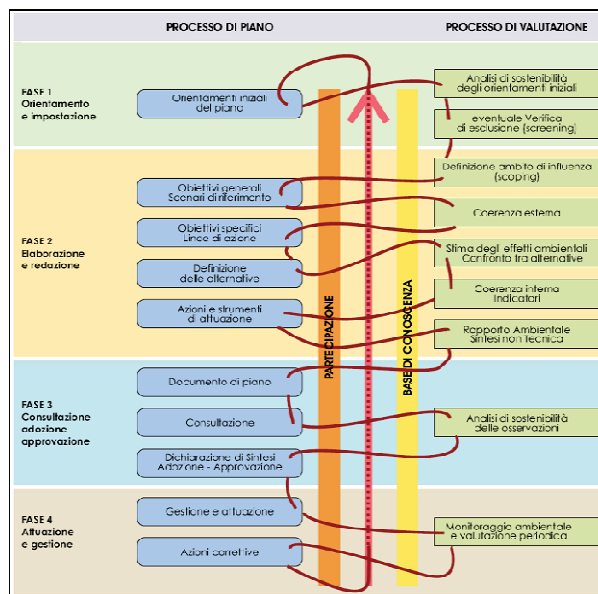 PROCESSO DI PIANO
PROCESSO DI VALUTAZIONE
FASE 1
Orientamento
e impostazione
Orientamenti iniziali
del piano
Analisi di sostenibilità
degli orientamenti iniziali
eventuale Verifica
di esclusione (screening)
FASE 2
Elaborazione
e redazione
Definizione ambito di influenza
(scoping)
Obiettivi generali
Scenari di riferimento
Coerenza esterna
Obiettivi specifici
Linee di azione
Stima degli effetti ambientali
Confronto tra alternative
Definizione
delle alternative
Coerenza interna
Indicatori
Azioni e strumenti
di attuazione
Rapporto Ambientale
Sintesi non tecnica
PARTECIPAZIONE
BASE DI CONOSCENZA
FASE 3
Consultazione
adozione
approvazione
Documento di piano
Consultazione
Analisi di sostenibilità
delle osservazioni
Dichiarazione di Sintesi
Adozione - Approvazione
FASE 4
Attuazione
e gestione
Gestione e attuazione
Monitoraggio ambientale
e valutazione periodica
Azioni correttive